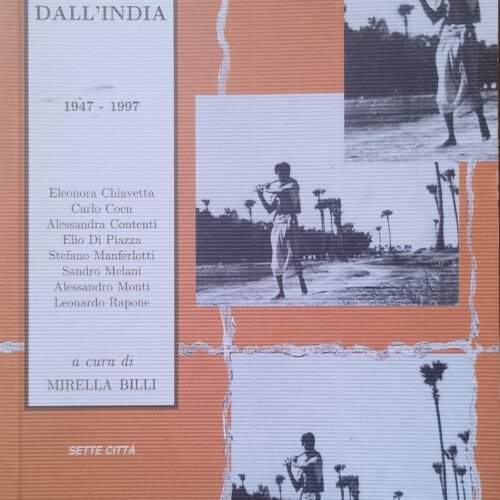 DALL'INDIA
1947 - 1997
Eleonora Chiavetta
Carlo Coen
Alessandra Contenti
Elio Di Piazza
Stefano Manferlotti
Sandro Melani
Alessandro Monti
Leonardo Rapone
a cura di
MIRELLA BILLI
SETTE CITTÀ